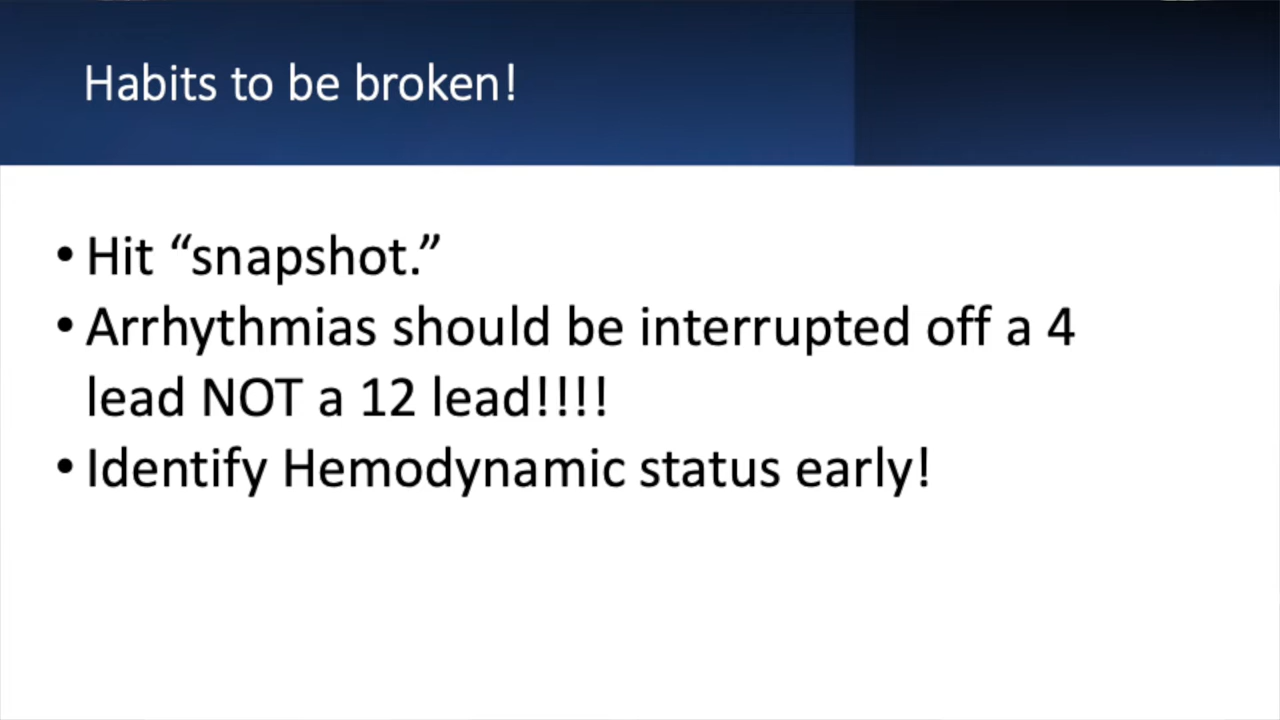 Habits to be broken!
• Hit “snapshot.”
• Arrhythmias should be interrupted off a 4
lead NOT a 12 lead!!!!
• Identify Hemodynamic status early!